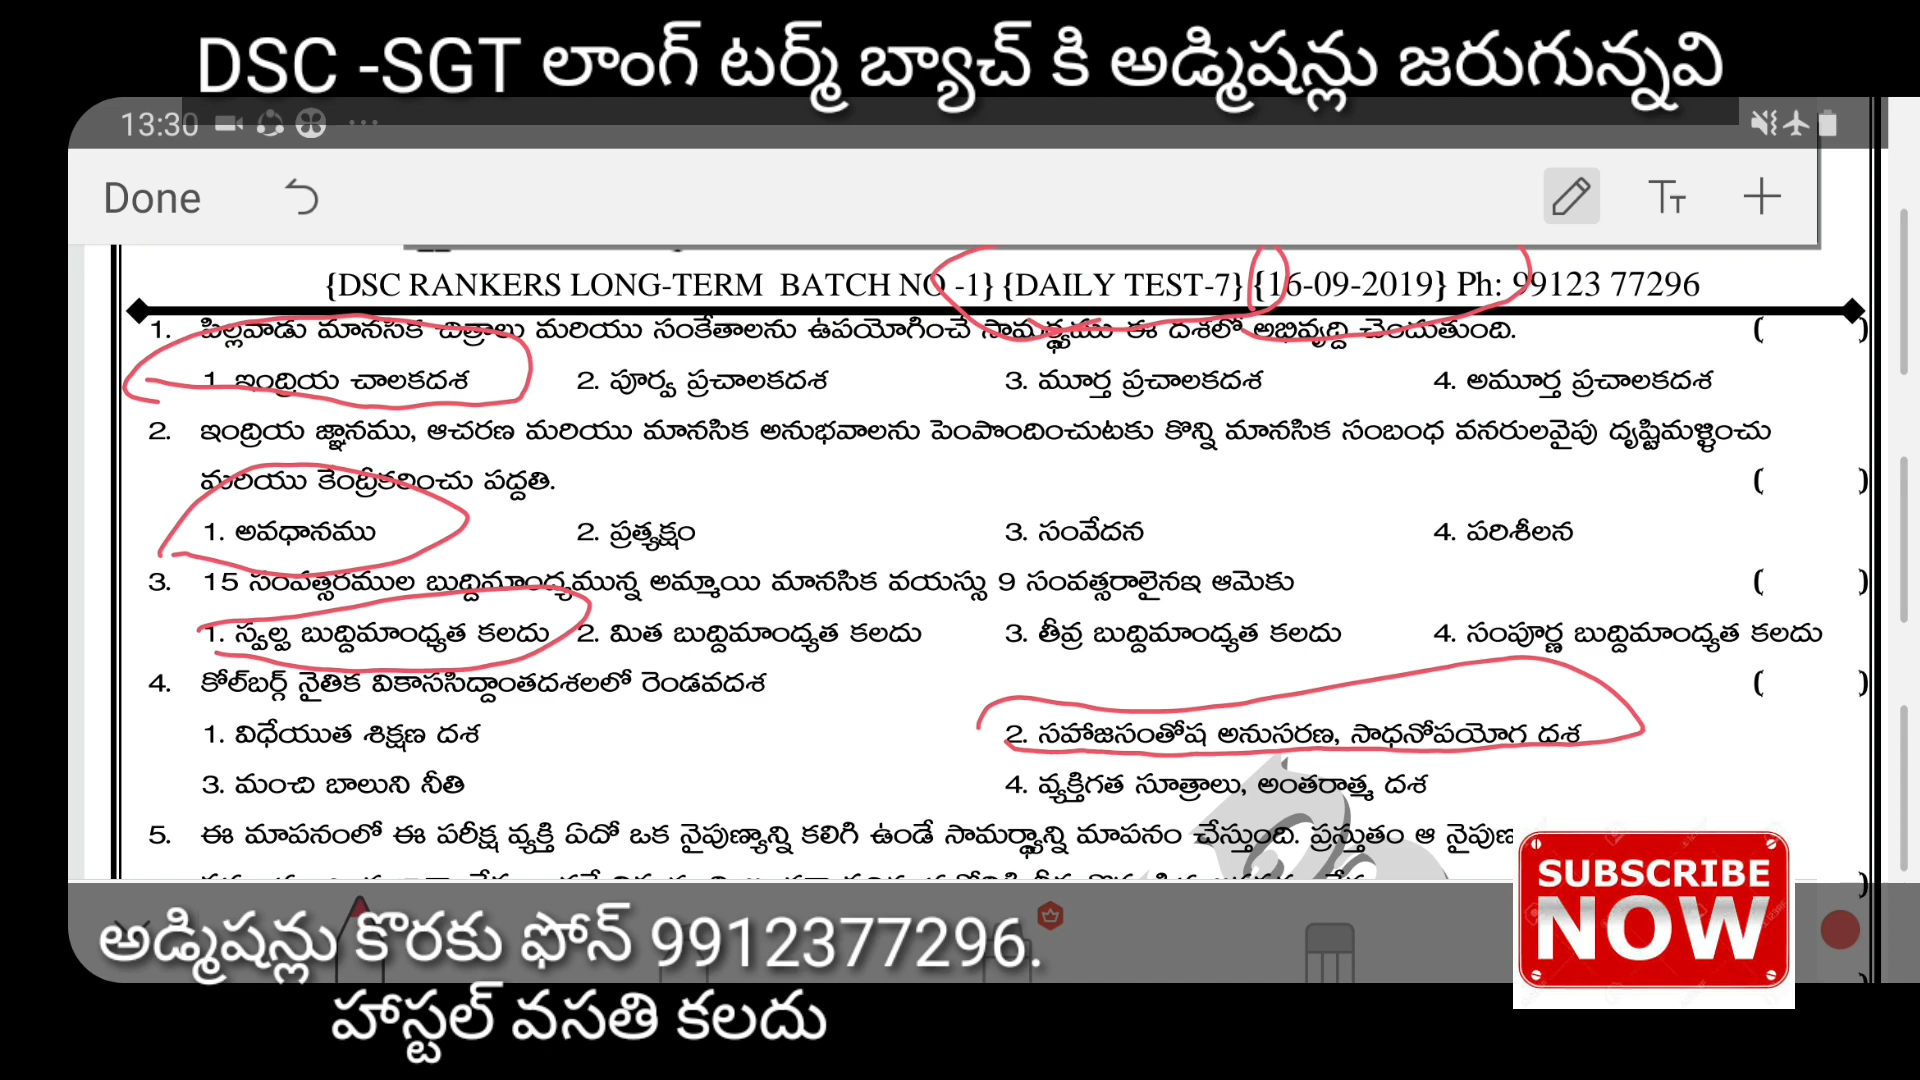 DSC -SGT లాంగ్ టర్మ్ బ్యాచ్ కి అడ్మిషన్లు జరుగున్నవి
13:30
Done
{DSC RANKERS LONG-TERM BATCH NO -1} {DAILY TEST-7} {16-09-2019} Ph: 99123 77296
1. పిల్లవాడు మానసిక చిత్రాలు మరియు సంకేతాలను ఉపయోగించే సామర్థ్యము ఈ దశలో అభివృద్ది చెందుతుంది. ( )
1. ఇంద్రియ చాలకదశ 2. పూర్వ ప్రచాలకదశ 3. మూర్త ప్రచాలకదశ 4. అమూర్త ప్రచాలకదశ
2. ఇంద్రియ జ్ఞానము, ఆచరణ మరియు మానసిక అనుభవాలను పెంపొందించుటకు కొన్ని మానసిక సంబంధ వనరులవైపు దృష్టిమళ్ళించు
మరియు కేంద్రీకరించు పద్దతి. ( )
1. అవధానము 2. ప్రత్యక్షం 3. సంవేదన 4. పరిశీలన
3. 15 సంవత్సరముల బుద్దిమాంద్యమున్న అమ్మాయి మానసిక వయస్సు 9 సంవత్సరాలైనఇ ఆమెకు ( )
1. స్వల్ప బుద్దిమాంధ్యత కలదు 2. మిత బుద్దిమాంద్యత కలదు 3. తీవ్ర బుద్దిమాంద్యత కలదు 4. సంపూర్ణ బుద్దిమాంద్యత కలదు
4. కోల్‌బర్గ్ నైతిక వికాససిద్దాంతదశలలో రెండవదశ ( )
1. విధేయుత శిక్షణ దశ 2. సహాజసంతోష అనుసరణ, సాధనోపయోగ దశ
3. మంచి బాలుని నీతి 4. వ్యక్తిగత సూత్రాలు, అంతరాత్మ దశ
5. ఈ మాపనంలో ఈ పరీక్ష వ్యక్తి ఏదో ఒక నైపుణ్యాన్ని కలిగి ఉండే సామర్థ్యాన్ని మాపనం చేస్తుంది. ప్రస్తుతం ఆ నైపుణ
SUBSCRIBE
NOW
అడ్మిషన్లు కొరకు ఫోన్ 9912377296.
హాస్టల్ వసతి కలదు